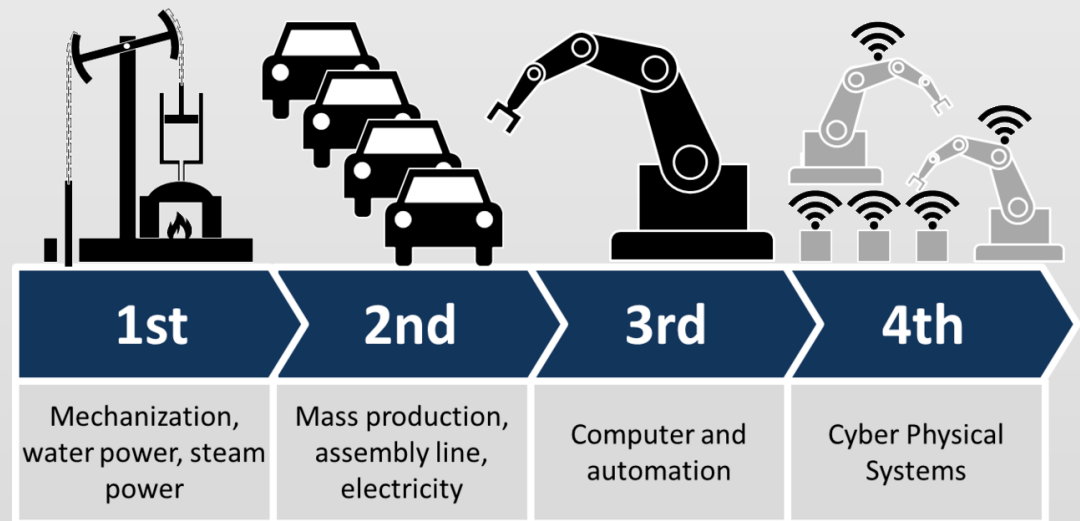 1st
2nd
3rd
4th
Mechanization,
water power, steam
power
Mass production,
assembly line,
electricity
Computer and
automation
Cyber Physical
Systems